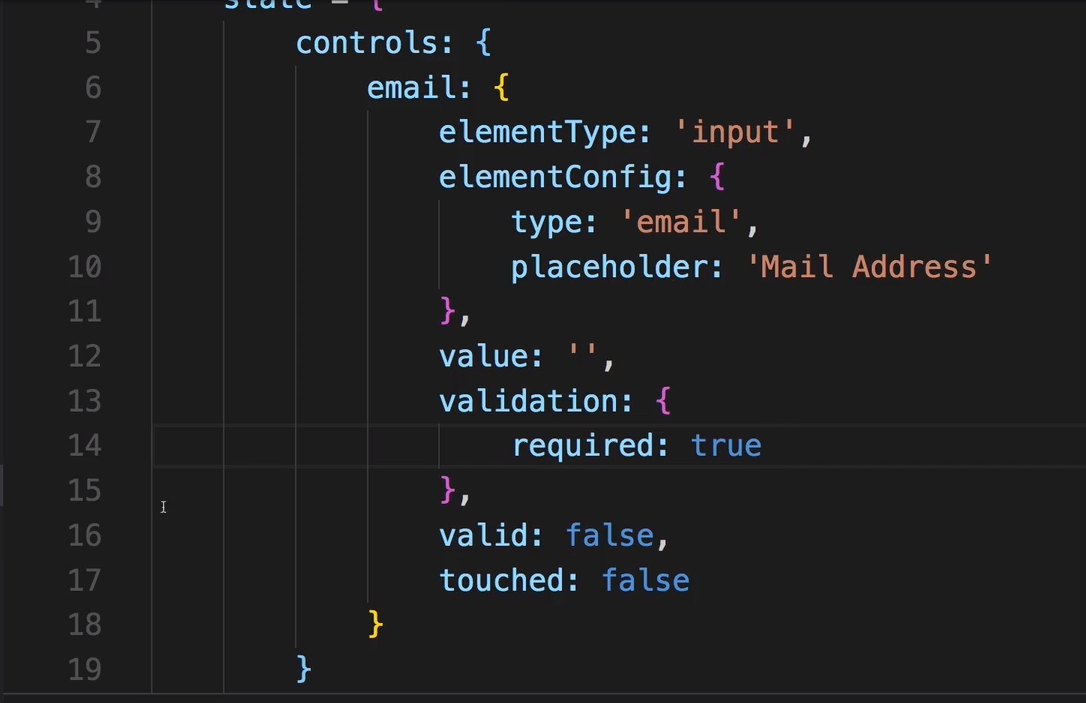 4 state = {
5 controls: {
6 email: {
7 elementType: 'input',
8 elementConfig: {
9 type: 'email',
10 placeholder: 'Mail Address'
11 },
12 value: '',
13 validation: {
14 required: true
15 },
16 valid: false,
17 touched: false
18 }
19 }